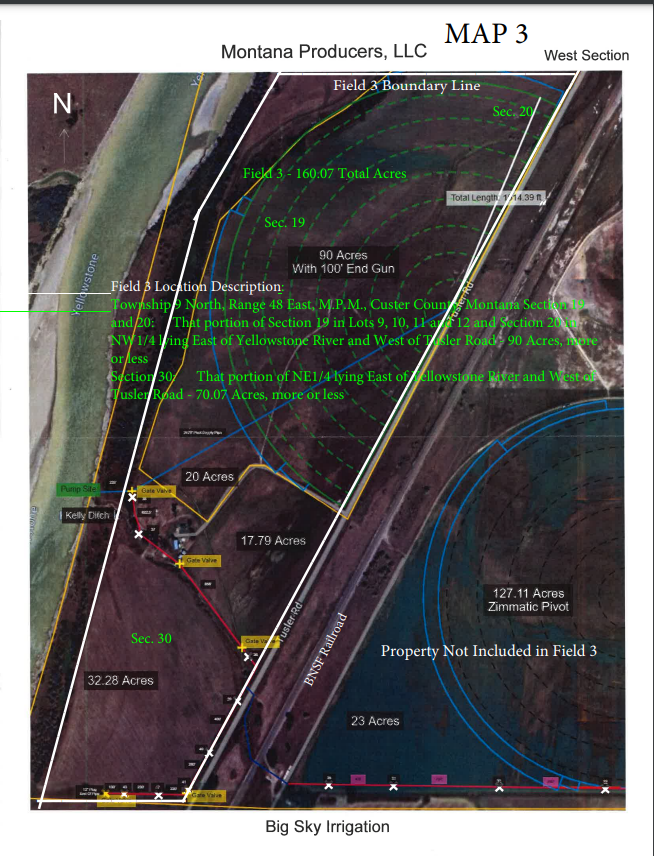 MAP 3
Montana Producers, LLC
West Section
N
Field 3 Boundary Line
Sec. 20
Field 3 - 160.07 Total Acres
Total Length: 1614.39 ft
Sec. 19
90 Acres
With 100' End Gun
Yellowstone
Field 3 Location Description:
Township 9 North, Range 48 East, M.P.M., Custer County Montana Section 19
and 20: That portion of Section 19 in Lots 9, 10, 11 and 12 and Section 20 in
NW1/4 lying East of Yellowstone River and West of Tusler Road - 90 Acres, more
or less
Section 30: That portion of NE1/4 lying East of Yellowstone River and West of
Tusler Road - 70.07 Acres, more or less
Tusler Rd
20 Acres
Pump Site
Gate Valve
Kelly Ditch
17.79 Acres
Gate Valve
127.11 Acres
Zimmatic Pivot
Tusler Rd
Sec. 30
Gate Valve
BNSF Railroad
Property Not Included in Field 3
32.28 Acres
23 Acres
Gate Valve
Big Sky Irrigation